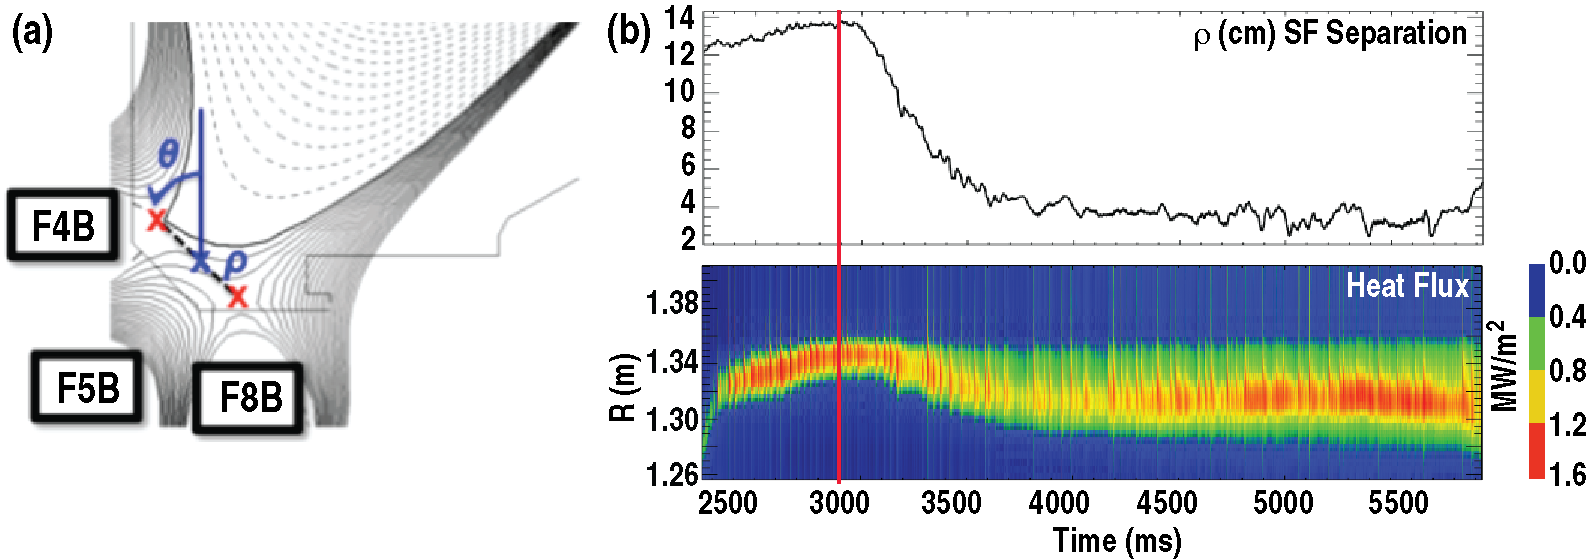 (a)
θ
F4B
ρ
F5B
F8B
(b)
ρ (cm) SF Separation
14
12
10
8
6
4
2
Heat Flux
R (m)
1.38
1.34
1.30
1.26
0.0
0.4
0.8
1.2
1.6
MW/m²
2500 3000 3500 4000 4500 5000 5500
Time (ms)